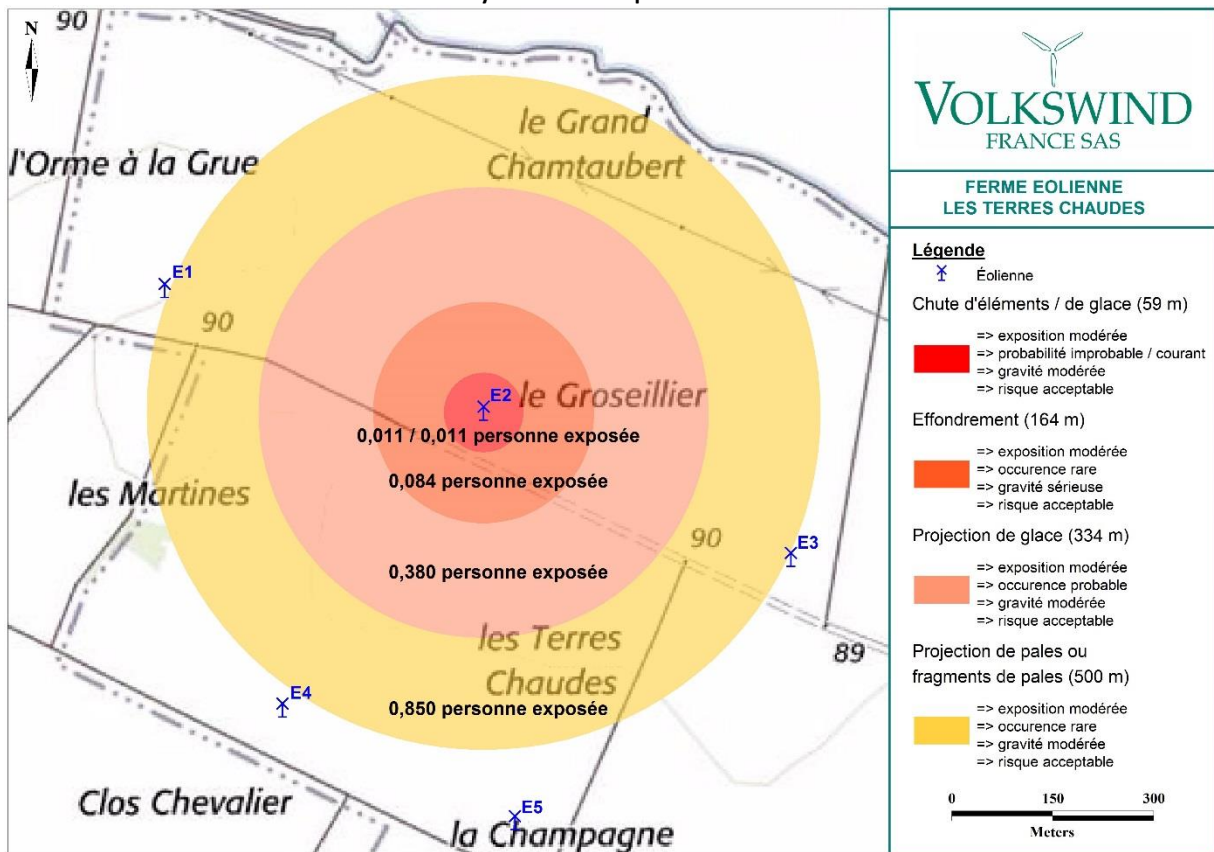 N
90
l'Orme à la Grue
le Grand
Chamtaubert
E1
90
E2
le Groseillier
0,011 / 0,011 personne exposée
0,084 personne exposée
les Martines
90
E3
0,380 personne exposée
les Terres
Chaudes
89
E4
0,850 personne exposée
Clos Chevalier
E5
la Champagne
VOLKSWIND
FRANCE SAS
FERME EOLIENNE
LES TERRES CHAUDES
Légende
Éolienne
Chute d'éléments / de glace (59 m)
=> exposition modérée
=> probabilité improbable / courant
=> gravité modérée
=> risque acceptable
Effondrement (164 m)
=> exposition modérée
=> occurence rare
=> gravité sérieuse
=> risque acceptable
Projection de glace (334 m)
=> exposition modérée
=> occurence probable
=> gravité modérée
=> risque acceptable
Projection de pales ou
fragments de pales (500 m)
=> exposition modérée
=> occurence rare
=> gravité modérée
=> risque acceptable
0 150 300
Meters